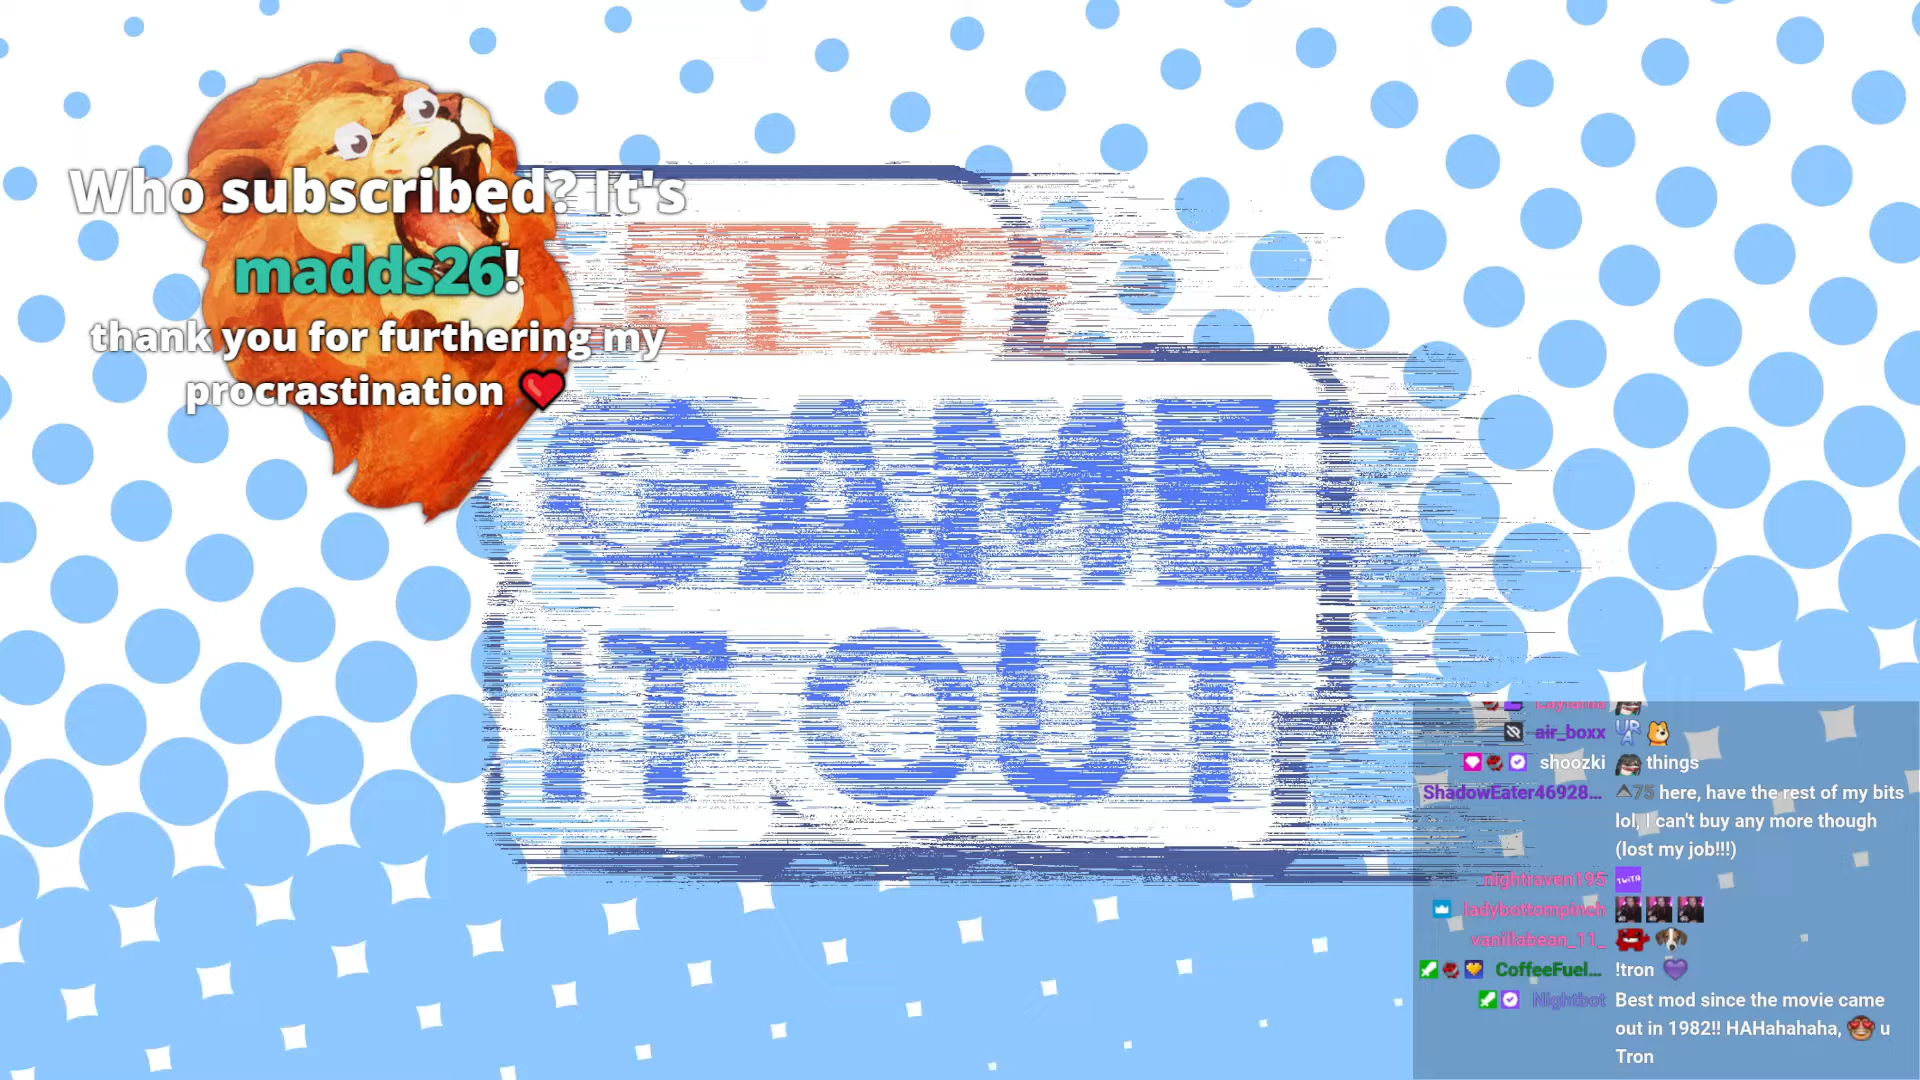 Who subscribed? It's
madds26!
thank you for furthering my
procrastination
LET'S
GAME
IT OUT
air_boxx
shoozki things
ShadowEater46928... 75 here, have the rest of my bits
lol, I can't buy any more though
(lost my job!!!)
nightraven195
ladybottompinch
vanillabean_11_
CoffeeFuel... !tron
Nightbot Best mod since the movie came
out in 1982!! HAHahahaha, u
Tron